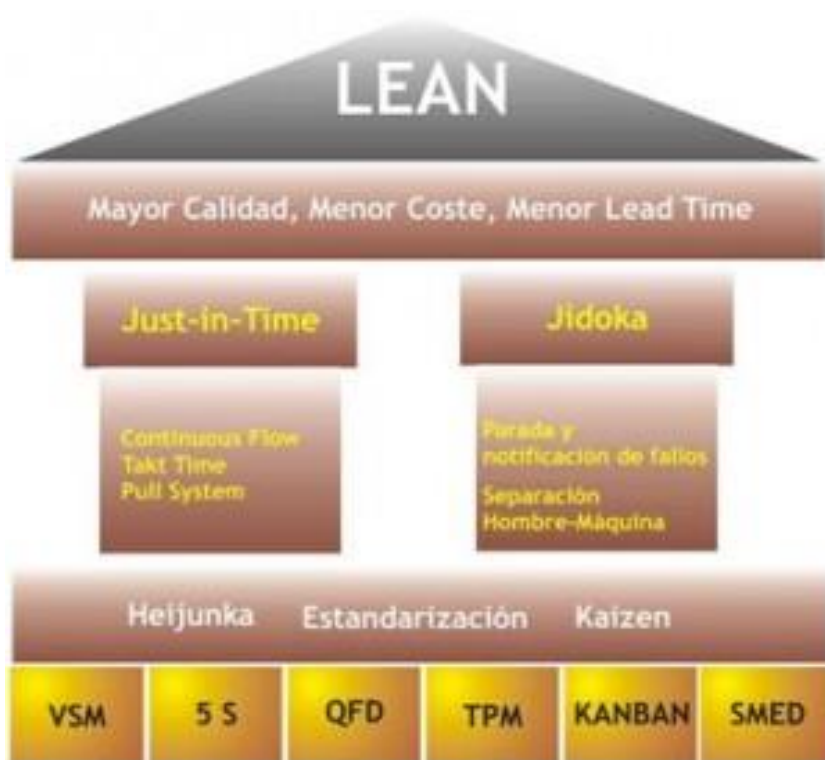 LEAN
Mayor Calidad, Menor Coste, Menor Lead Time
Just-in-Time
Jidoka
Continuous Flow
Takt Time
Pull System
Parada y
notificación de fallos
Separación
Hombre-Máquina
Heijunka Estandarización Kaizen
VSM 5 S QFD TPM KANBAN SMED